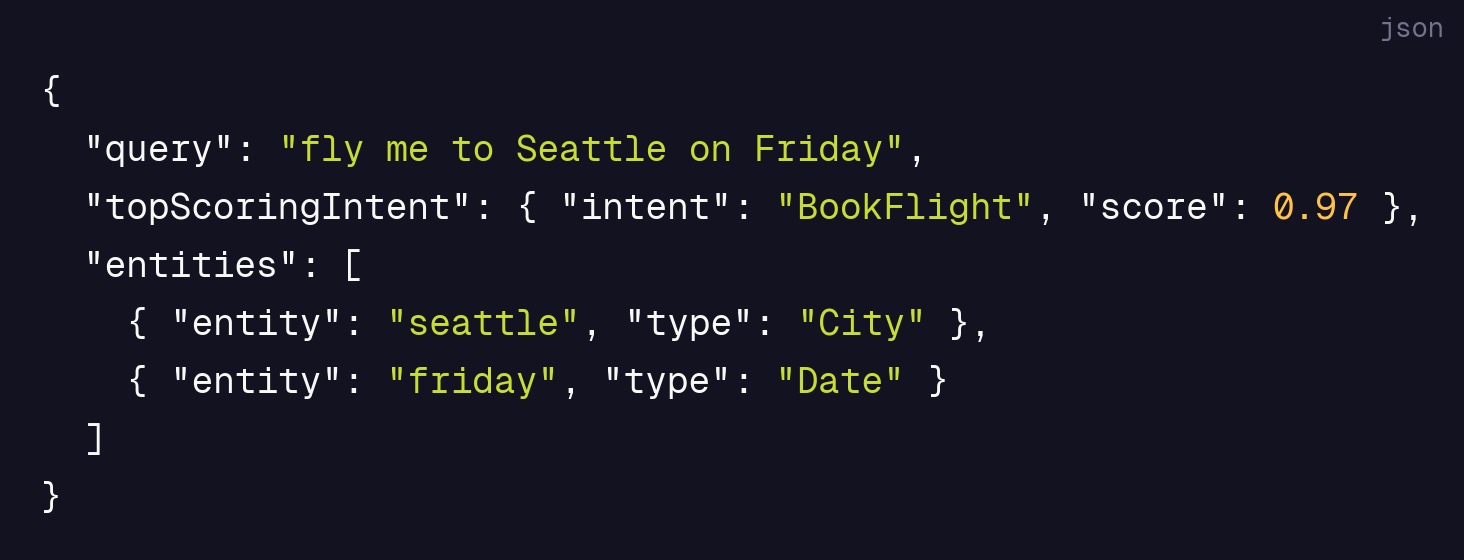 json
{
  "query": "fly me to Seattle on Friday",
  "topScoringIntent": { "intent": "BookFlight", "score": 0.97 },
  "entities": [
    { "entity": "seattle", "type": "City" },
    { "entity": "friday", "type": "Date" }
  ]
}